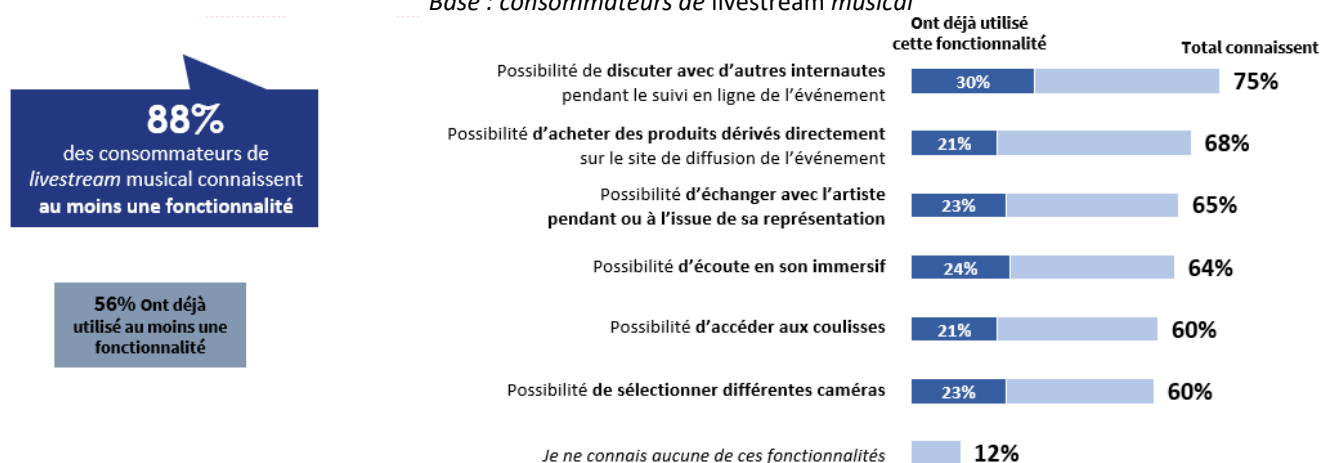 Base : consommateurs de livestream musical
Ont déjà utilisé
cette fonctionnalité
Total connaissent
88%
des consommateurs de
livestream musical connaissent
au moins une fonctionnalité
56% Ont déjà
utilisé au moins une
fonctionnalité
Possibilité de discuter avec d'autres internautes
pendant le suivi en ligne de l'événement
30%
75%
Possibilité d'acheter des produits dérivés directement
sur le site de diffusion de l'événement
21%
68%
Possibilité d'échanger avec l'artiste
pendant ou à l'issue de sa représentation
23%
65%
Possibilité d'écoute en son immersif
24%
64%
Possibilité d'accéder aux coulisses
21%
60%
Possibilité de sélectionner différentes caméras
23%
60%
Je ne connais aucune de ces fonctionnalités
12%